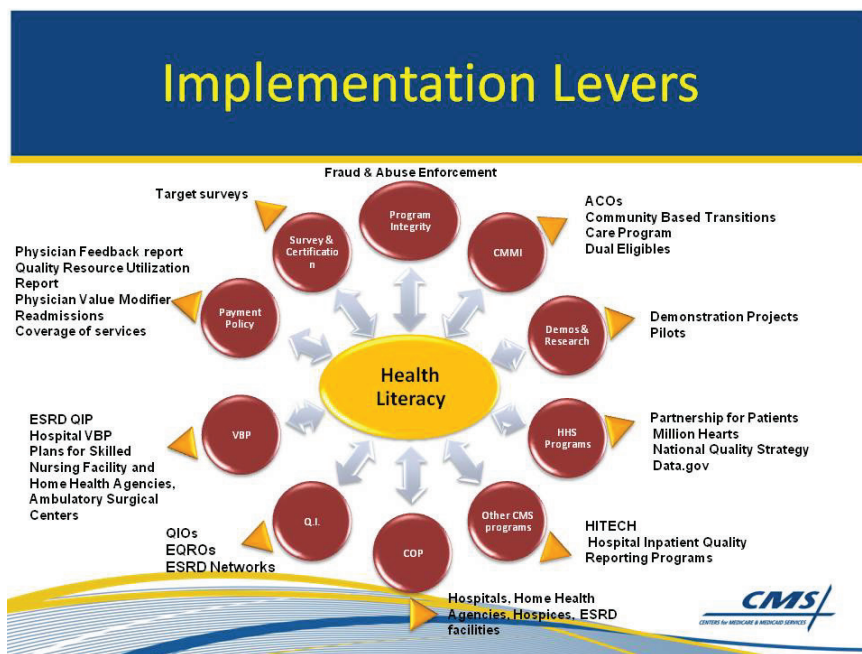 Implementation Levers
Fraud & Abuse Enforcement
Program
Integrity
Target surveys
Survey &
Certificatio
n
CMMI
ACOs
Community Based Transitions
Care Program
Dual Eligibles
Physician Feedback report
Quality Resource Utilization
Report
Physician Value Modifier
Readmissions
Coverage of services
Payment
Policy
Demos &
Research
Demonstration Projects
Pilots
Health
Literacy
ESRD QIP
Hospital VBP
Plans for Skilled
Nursing Facility and
Home Health Agencies,
Ambulatory Surgical
Centers
VBP
HHS
Programs
Partnership for Patients
Million Hearts
National Quality Strategy
Data.gov
QIOs
EQROs
ESRD Networks
Q.I.
COP
Other CMS
programs
HITECH
Hospital Inpatient Quality
Reporting Programs
Hospitals, Home Health
Agencies, Hospices, ESRD
facilities
CMS
CENTERS for MEDICARE & MEDICAID SERVICES